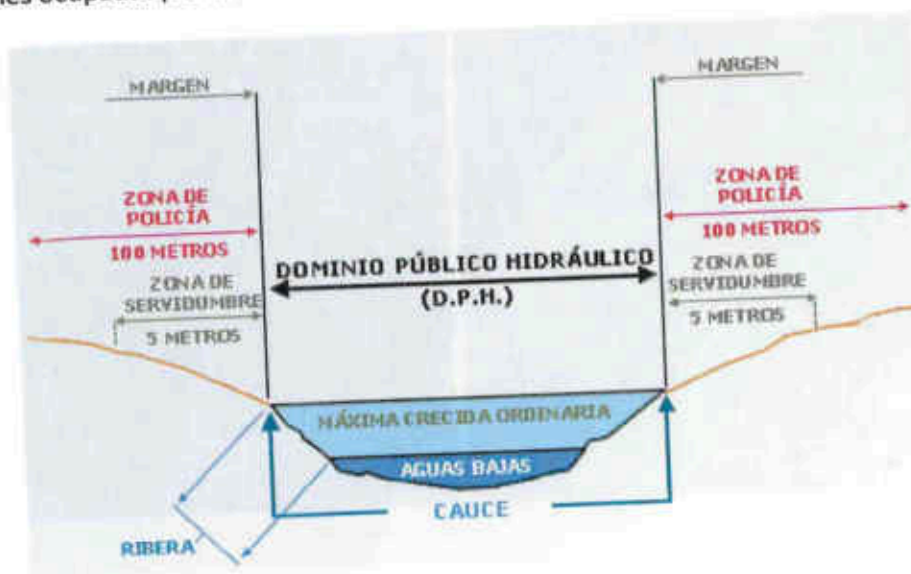 MARGEN
MARGEN
ZONA DE
POLICÍA
100 METROS
ZONA DE
POLICÍA
100 METROS
DOMINIO PÚBLICO HIDRÁULICO
(D.P.H.)
ZONA DE
SERVIDUMBRE
5 METROS
ZONA DE
SERVIDUMBRE
5 METROS
MÁXIMA CRECIDA ORDINARIA
AGUAS BAJAS
CAUCE
RIBERA